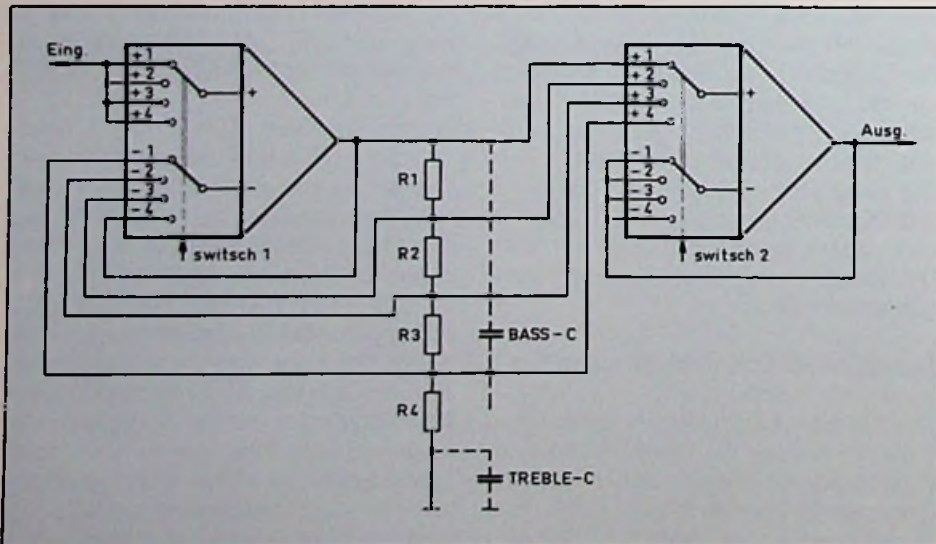 Eing.
+1
+2
+3
+4
-1
-2
-3
-4
switsch 1
R1
R2
R3
R4
BASS-C
TREBLE-C
+1
+2
+3
+4
-1
-2
-3
-4
switsch 2
Ausg.
+
-
+
-